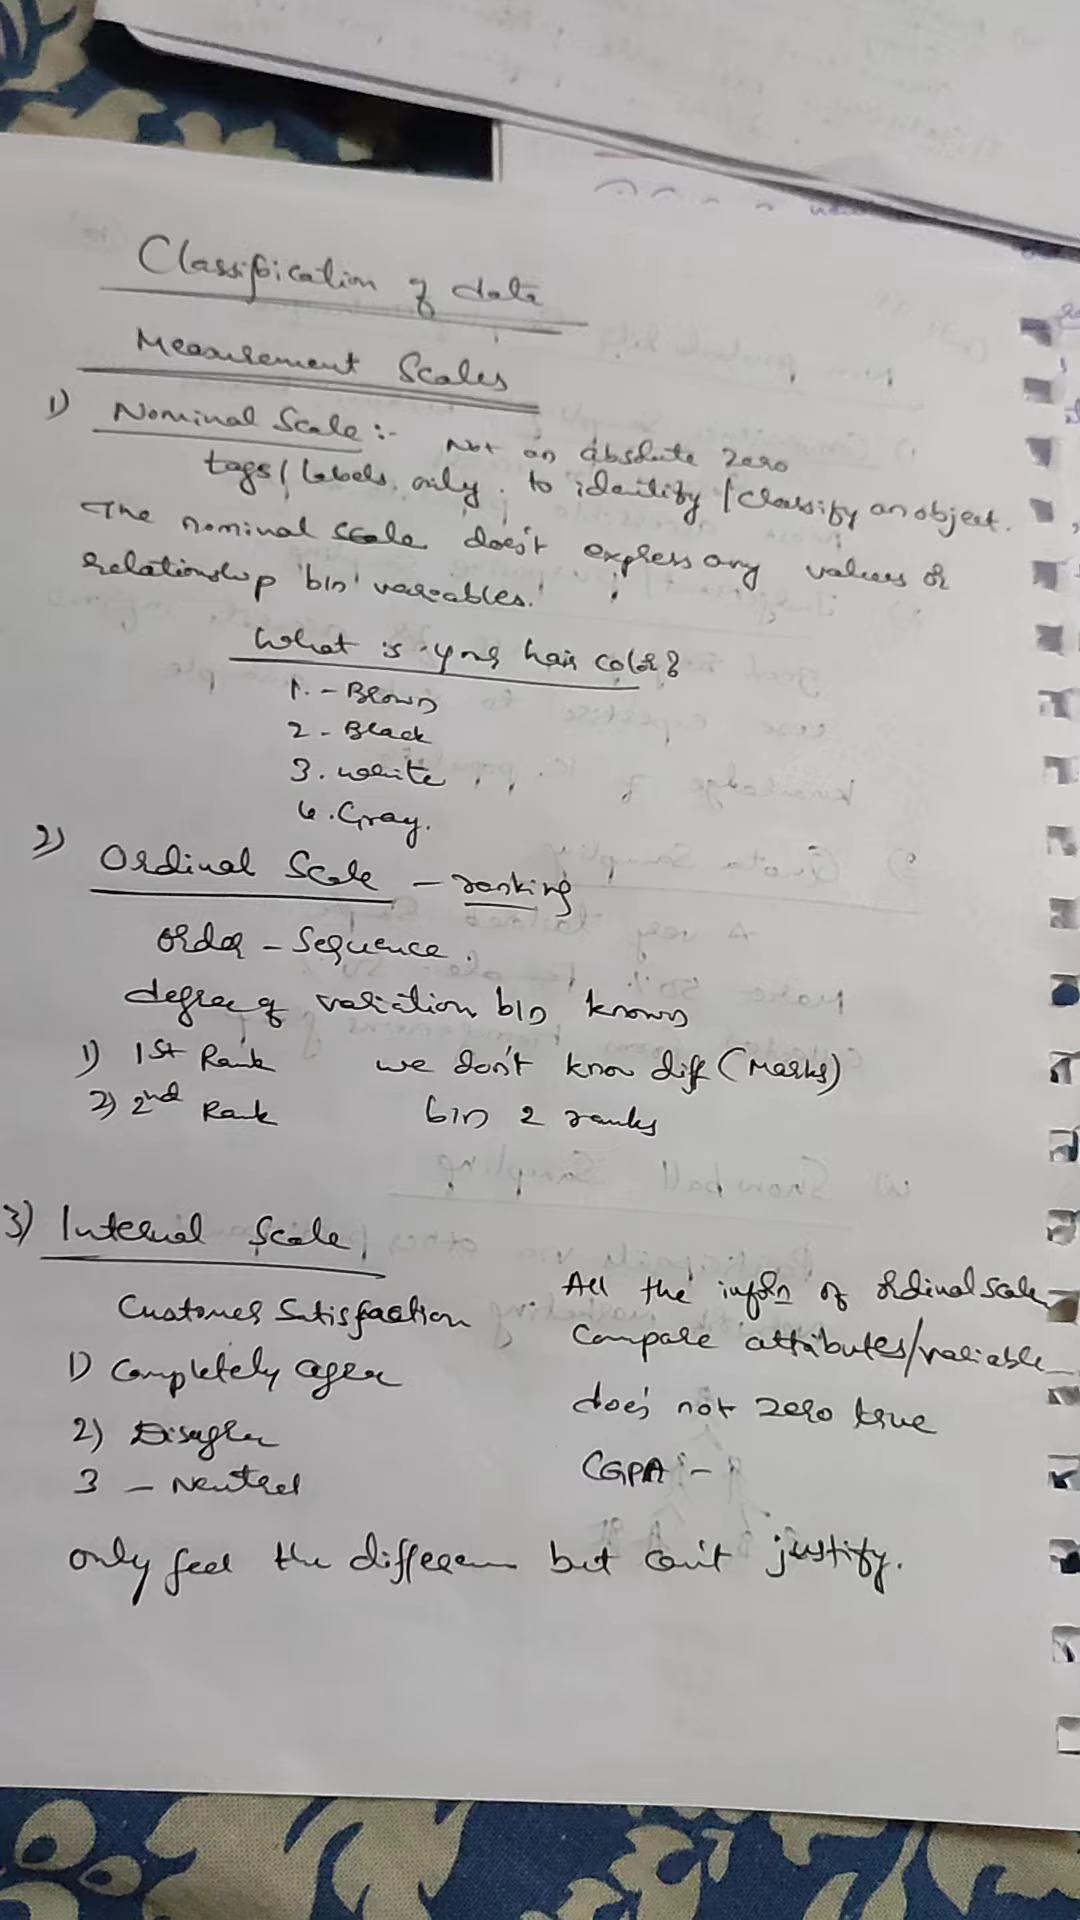 Classification of data
Measurement Scales
1) Nominal Scale :- Not an absolute zero
tags/labels only. to identify/classify an object.
The nominal scale does't express any values or
relationship b/n variables.
What is your hair color?
1. - Brown
2 - Black
3. white
4. Gray.
2) Ordinal Scale - ranking
order - Sequence.
degree of variation b/n known
1) 1st Rank we don't know diff (Marks)
2) 2nd Rank b/n 2 ranks
3) Interval Scale
Customer Satisfaction All the infon of ordinal scale
1) Completely agree Compare attributes/variable
2) Disagree does not zero true
3 - Neutral CGPA :-
only feel the difference but can't justify.